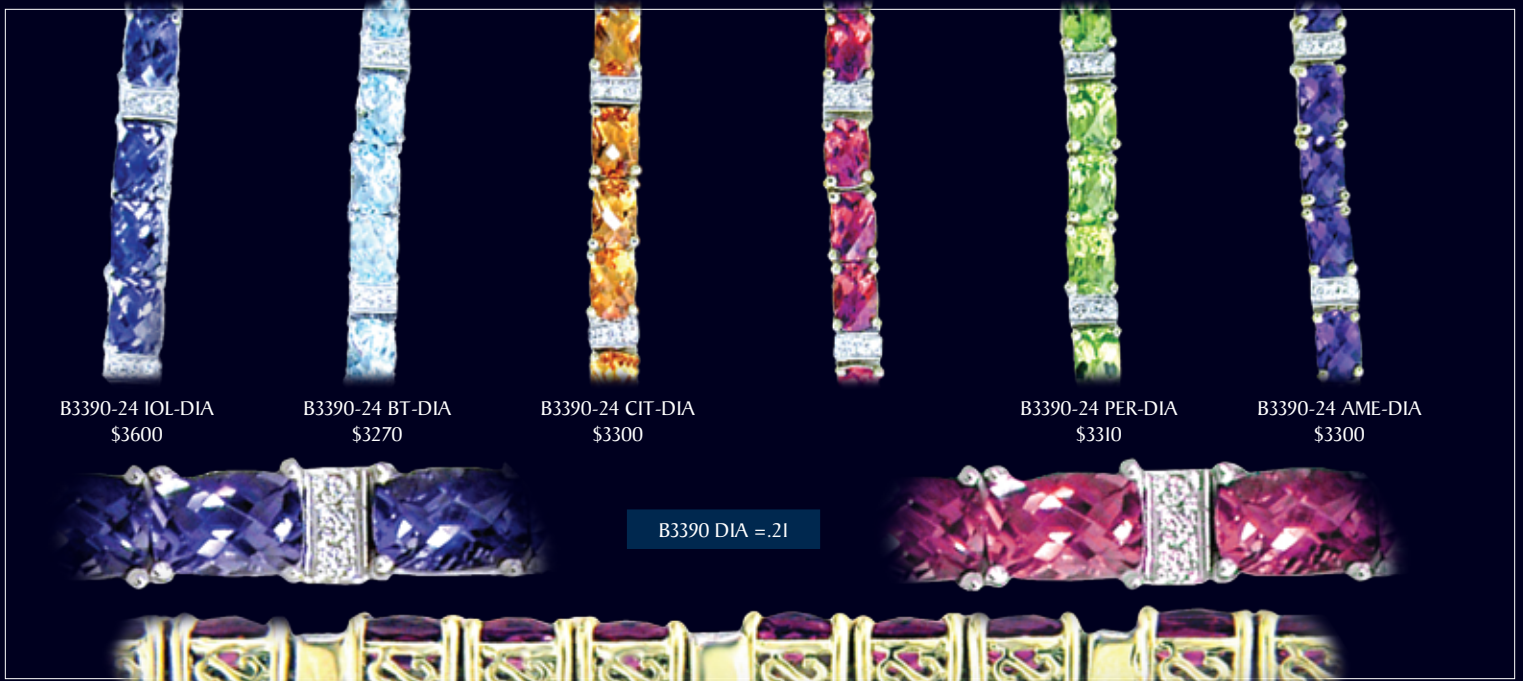 B3390-24 IOL-DIA
$3600
B3390-24 BT-DIA
$3270
B3390-24 CIT-DIA
$3300
B3390-24 PER-DIA
$3310
B3390-24 AME-DIA
$3300
B3390 DIA =.21